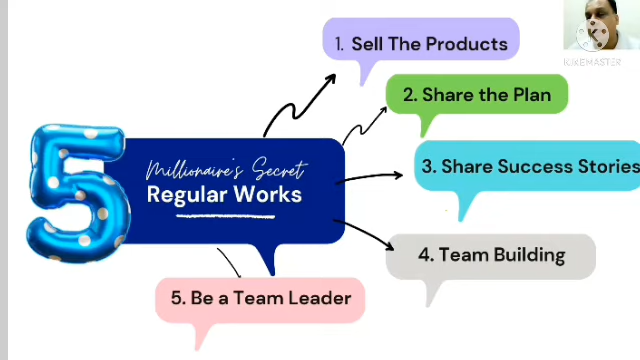 1. Sell The Products
KINEMASTER
2. Share the Plan
5
Millionaire's Secret
Regular Works
3. Share Success Stories
4. Team Building
5. Be a Team Leader